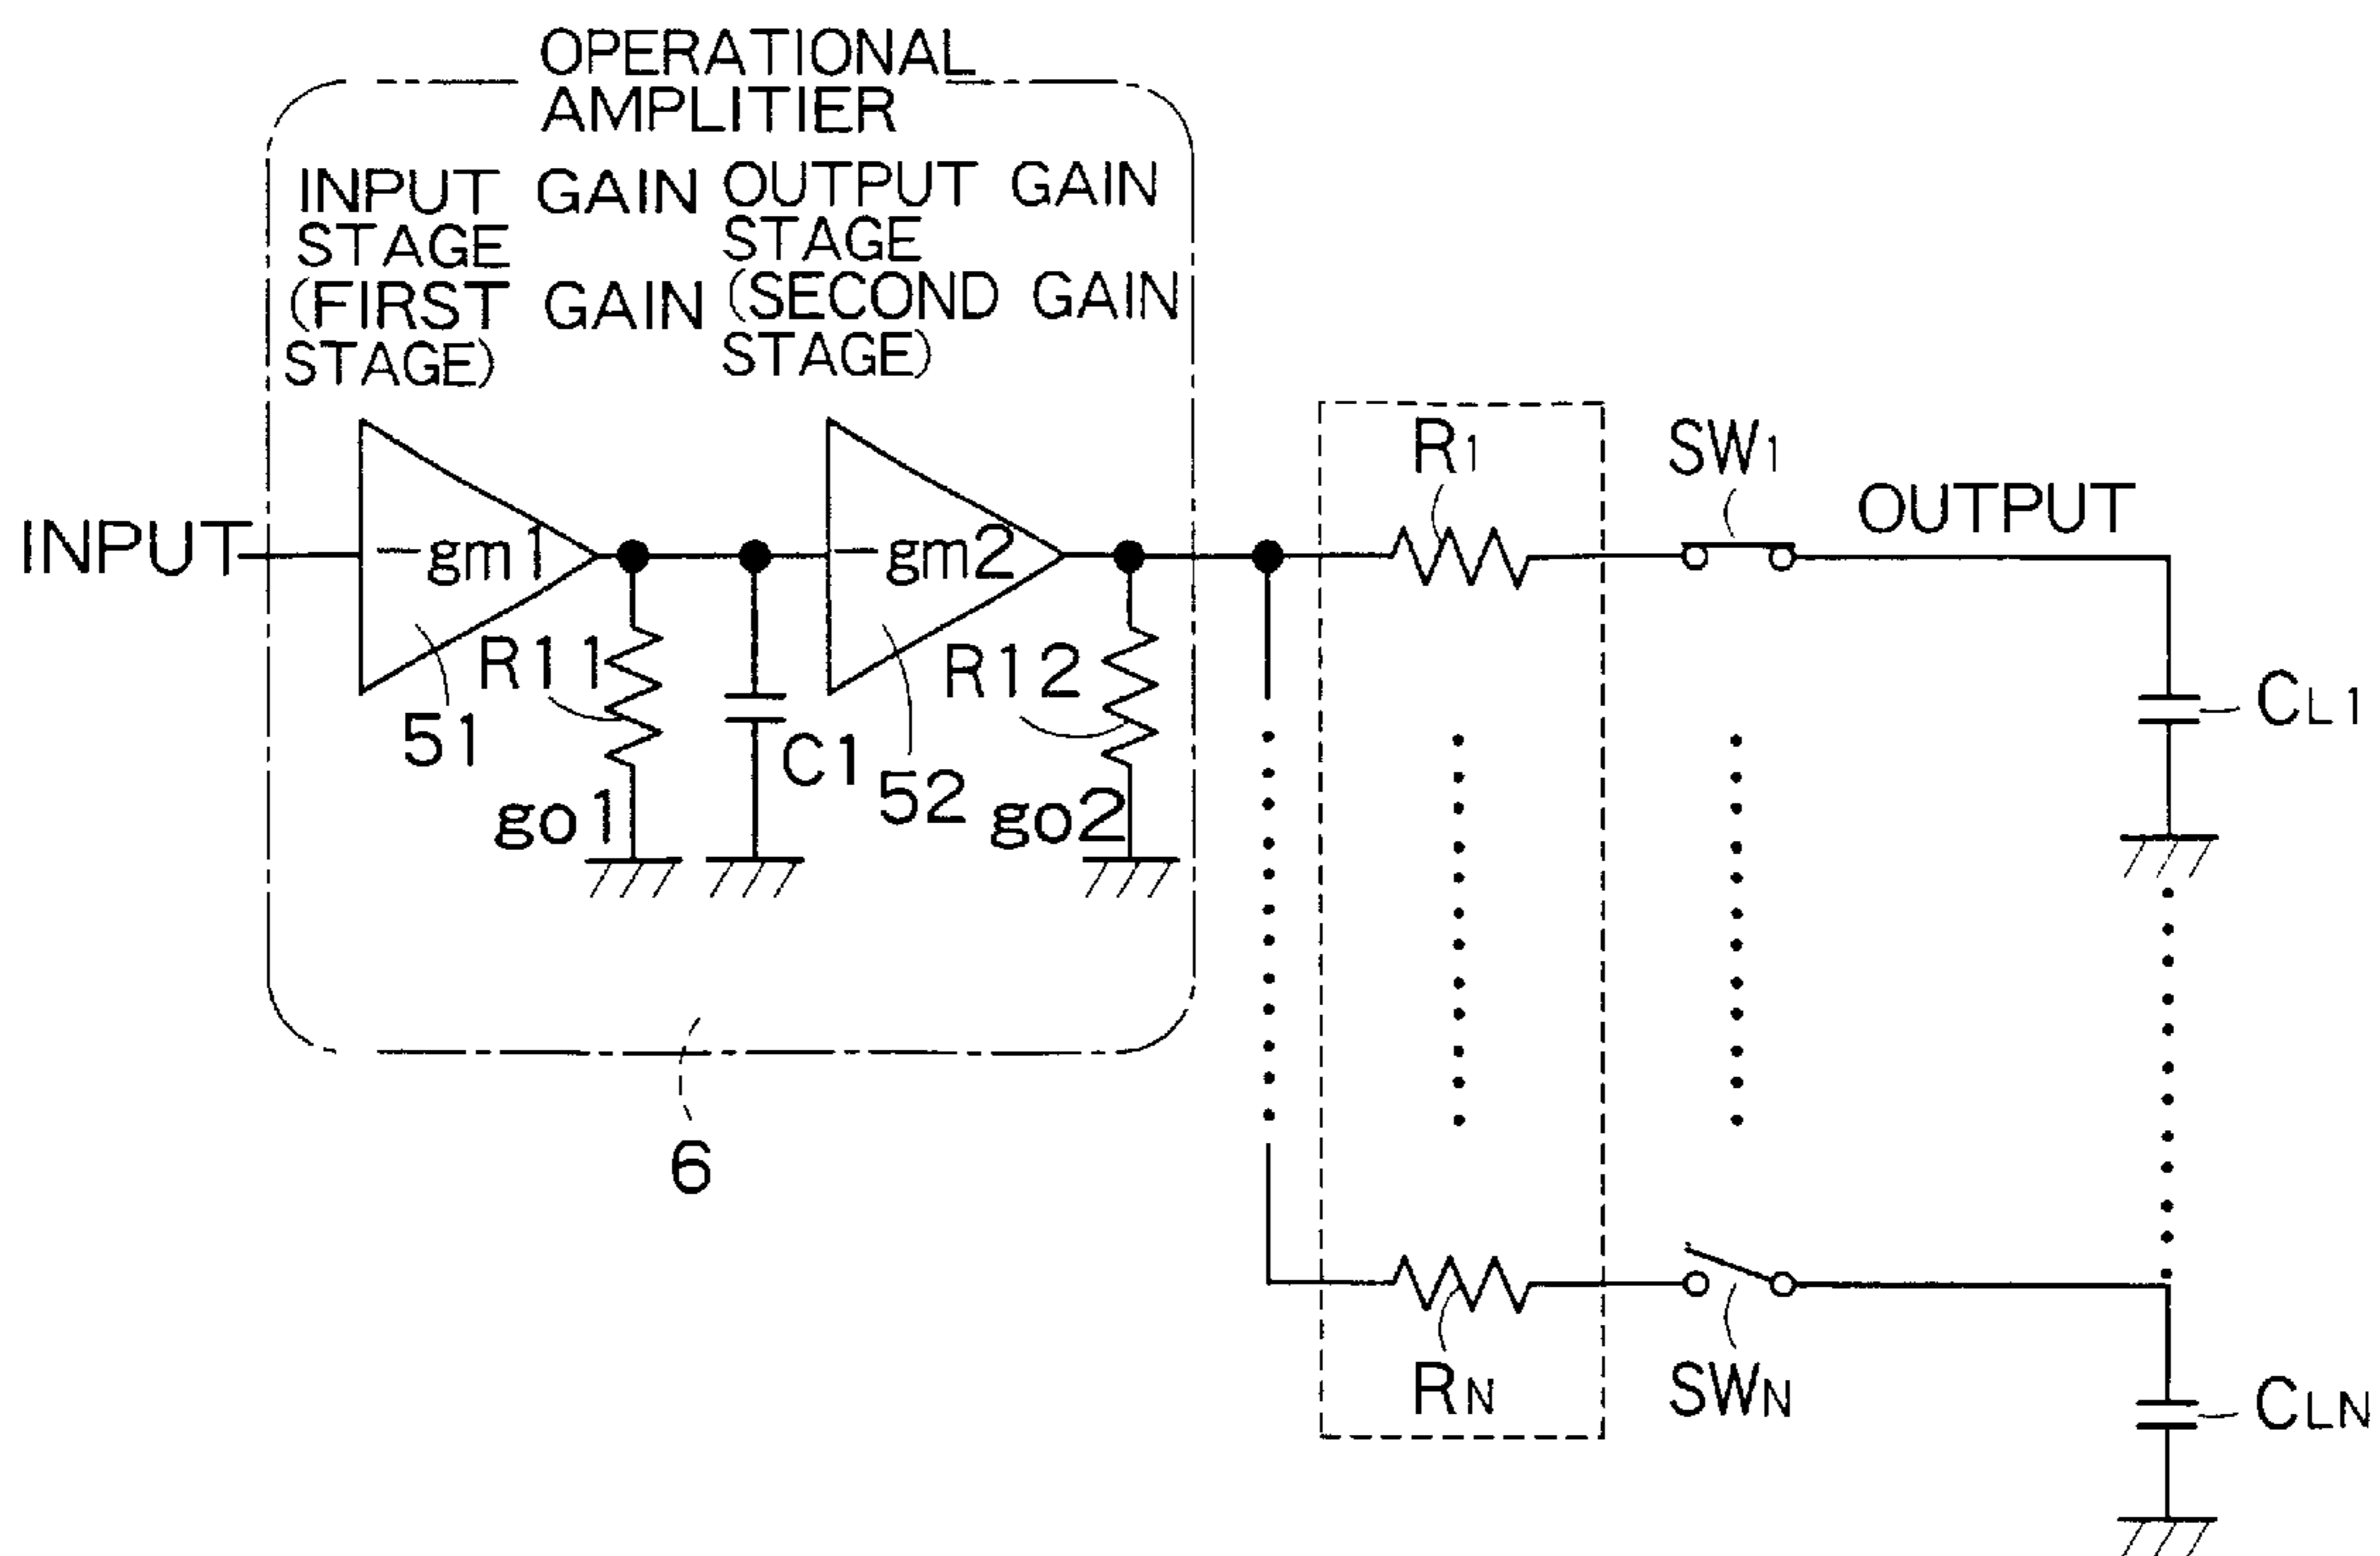 OPERATIONAL
AMPLITIER
INPUT GAIN
STAGE
(FIRST GAIN
STAGE)
OUTPUT GAIN
STAGE
(SECOND GAIN
STAGE)
INPUT
-gm1
51
R11
go1
C1
-gm2
52
R12
go2
6
R1
SW1
OUTPUT
CL1
RN
SWN
CLN